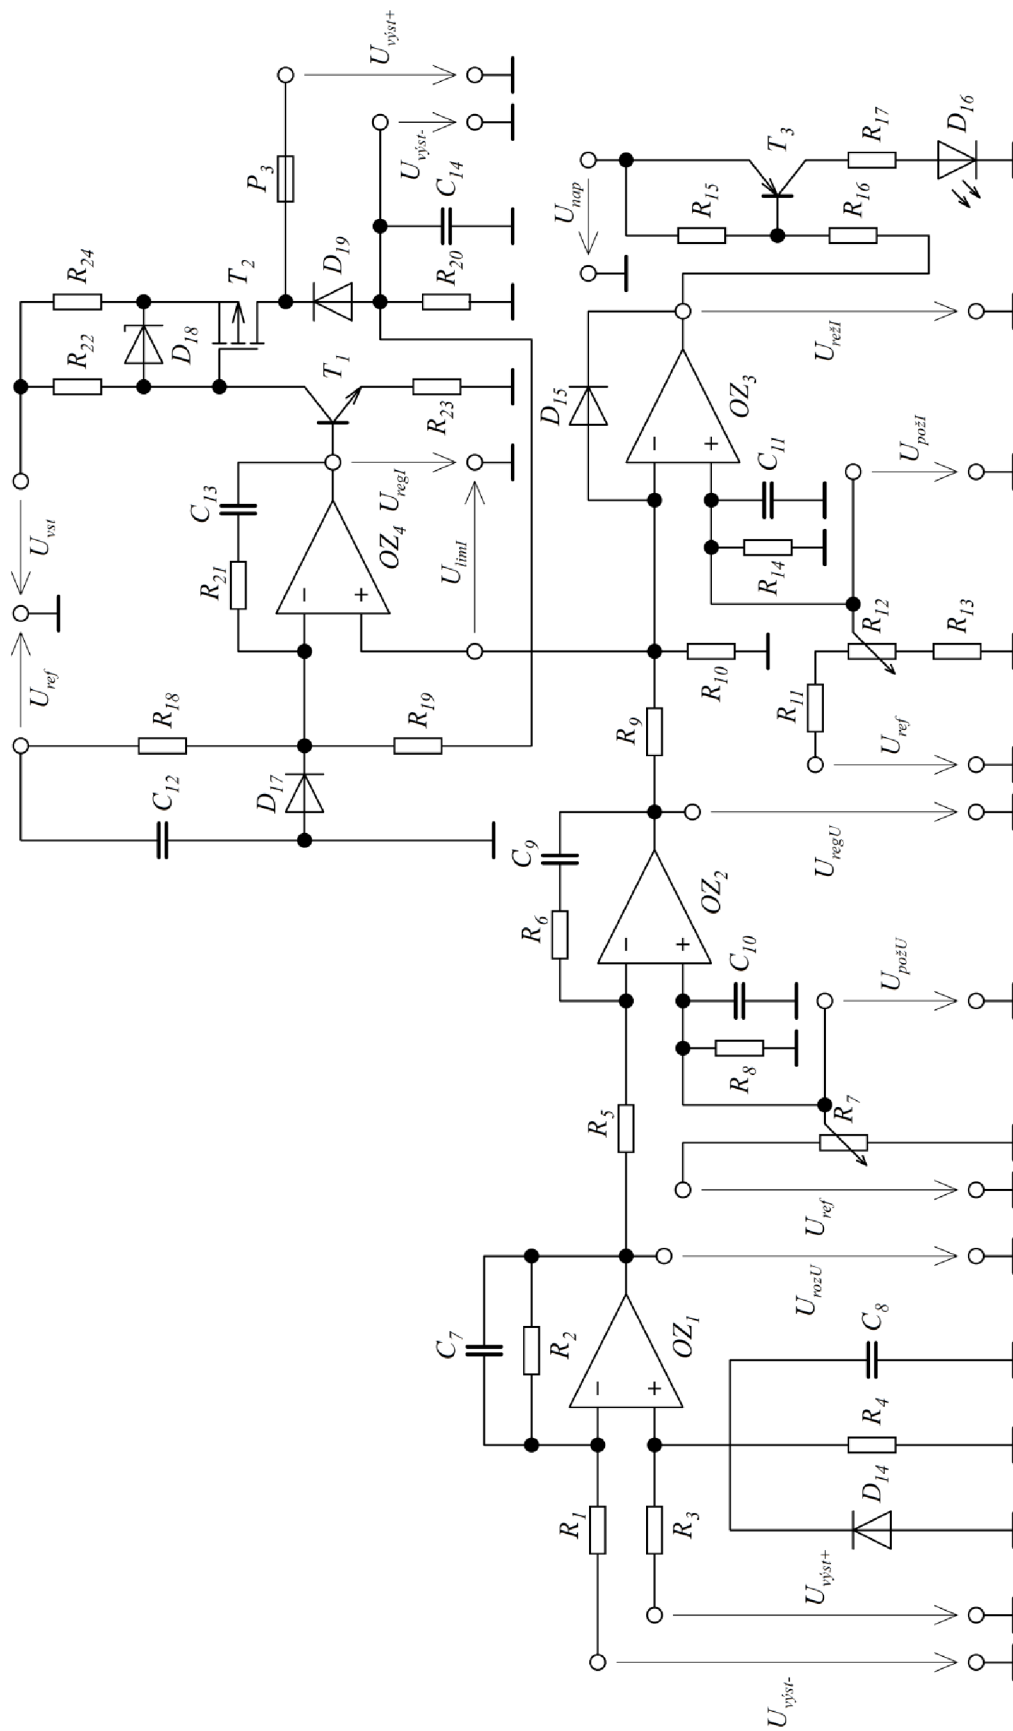 U_ref
U_vst
R_24
R_22
C_12
R_18
D_17
R_19
R_21
C_13
OZ_4
−
+
U_regI
U_limI
T_1
R_23
D_18
T_2
D_19
R_20
C_14
P_3
U_výst-
U_výst+
C_7
R_2
R_1
R_3
−
+
OZ_1
U_výst-
U_výst+
D_14
R_4
C_8
U_rozU
R_5
U_ref
R_7
R_8
C_10
U_požU
R_6
C_9
−
+
OZ_2
U_regU
R_9
R_10
U_ref
R_11
R_12
R_13
R_14
C_11
U_požI
−
+
OZ_3
D_15
U_režI
U_nap
R_15
R_16
T_3
R_17
D_16